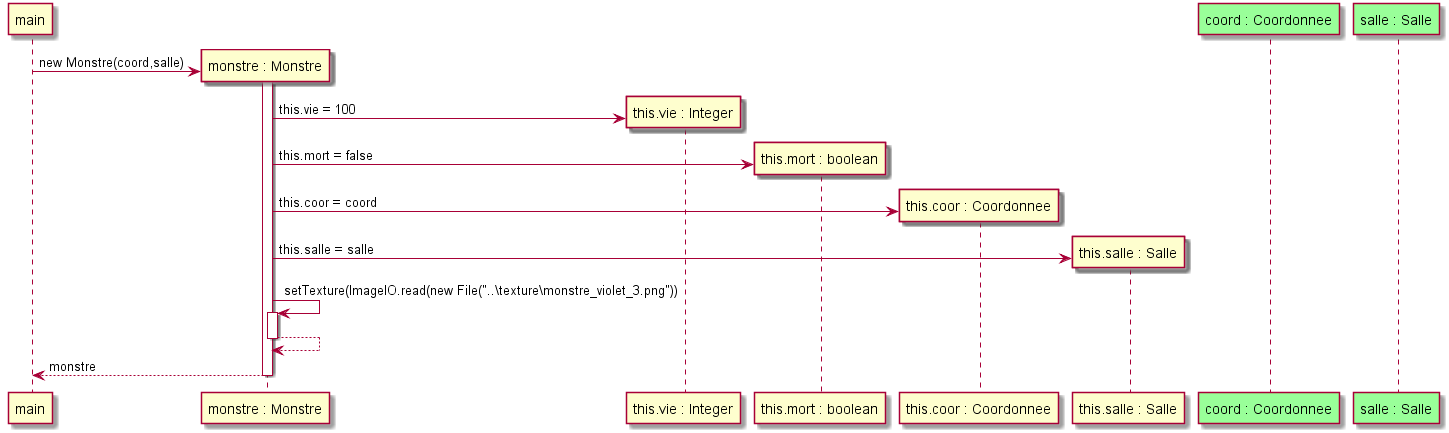 main
coord : Coordonnee
salle : Salle
new Monstre(coord,salle)
monstre : Monstre
this.vie = 100
this.vie : Integer
this.mort = false
this.mort : boolean
this.coor = coord
this.coor : Coordonnee
this.salle = salle
this.salle : Salle
setTexture(ImageIO.read(new File("..\texture\monstre_violet_3.png"))
monstre
main
monstre : Monstre
this.vie : Integer
this.mort : boolean
this.coor : Coordonnee
this.salle : Salle
coord : Coordonnee
salle : Salle